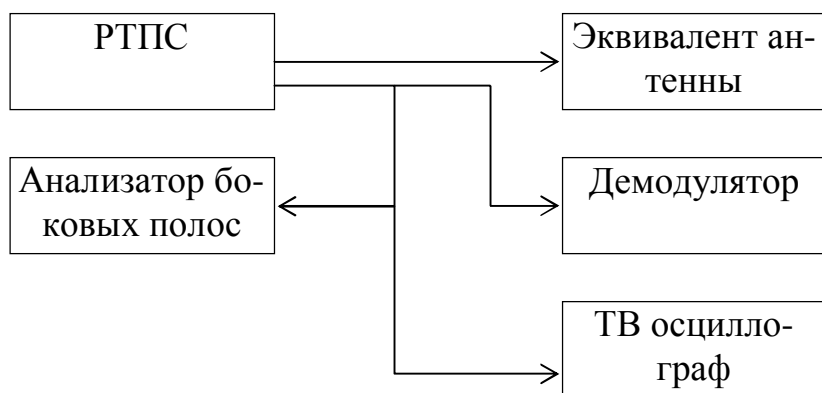 РТПС
Эквивалент ан-
тенны
Анализатор бо-
ковых полос
Демодулятор
ТВ осцилло-
граф